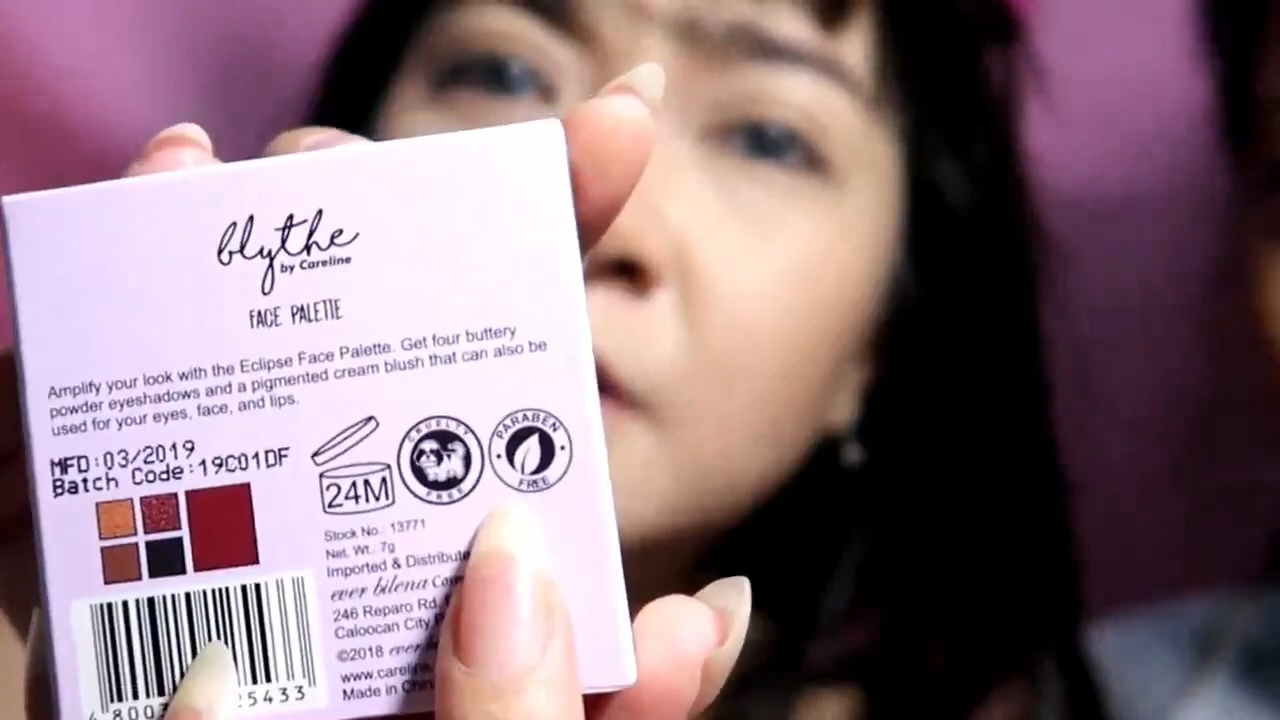 blythe
by Careline
FACE PALETTE
Amplify your look with the Eclipse Face Palette. Get four buttery
powder eyeshadows and a pigmented cream blush that can also be
used for your eyes, face, and lips.
MFD:03/2019
Batch Code:19C01DF
24M
CRUELTY
FREE
PARABEN
FREE
Stock No.: 13771
Net. Wt.: 7g
Imported & Distribute
ever bilena
246 Reparo Rd,
Caloocan City
©2018 ever
www.careline
Made in Chin
4 800 25433